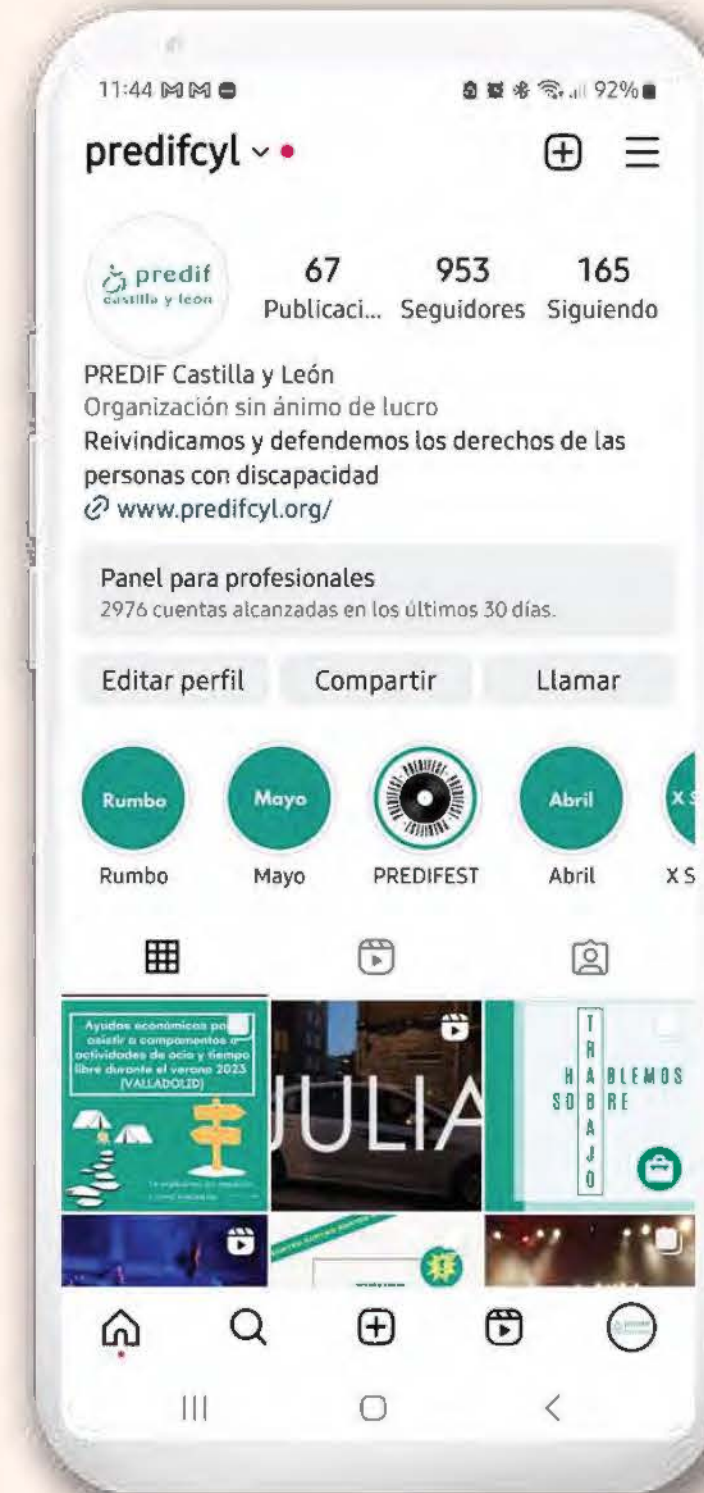 11:44
92%
predifcyl
predif
castilla y león
67
953
165
Publicaci...
Seguidores
Siguiendo
PREDIF Castilla y León
Organización sin ánimo de lucro
Reivindicamos y defendemos los derechos de las
personas con discapacidad
www.predifcyl.org/
Panel para profesionales
2976 cuentas alcanzadas en los últimos 30 días.
Editar perfil
Compartir
Llamar
Rumbo
Mayo
PREDIFEST
Abril
X S
Rumbo
Mayo
PREDIFEST
Abril
X S
Ayudas económicas pa
asistir a campamentos o
actividades de ocio y tiempo
libre durante el verano 2023
(VALLADOLID)
JULIA
HABLEMOS
SOBRE
TRABAJO